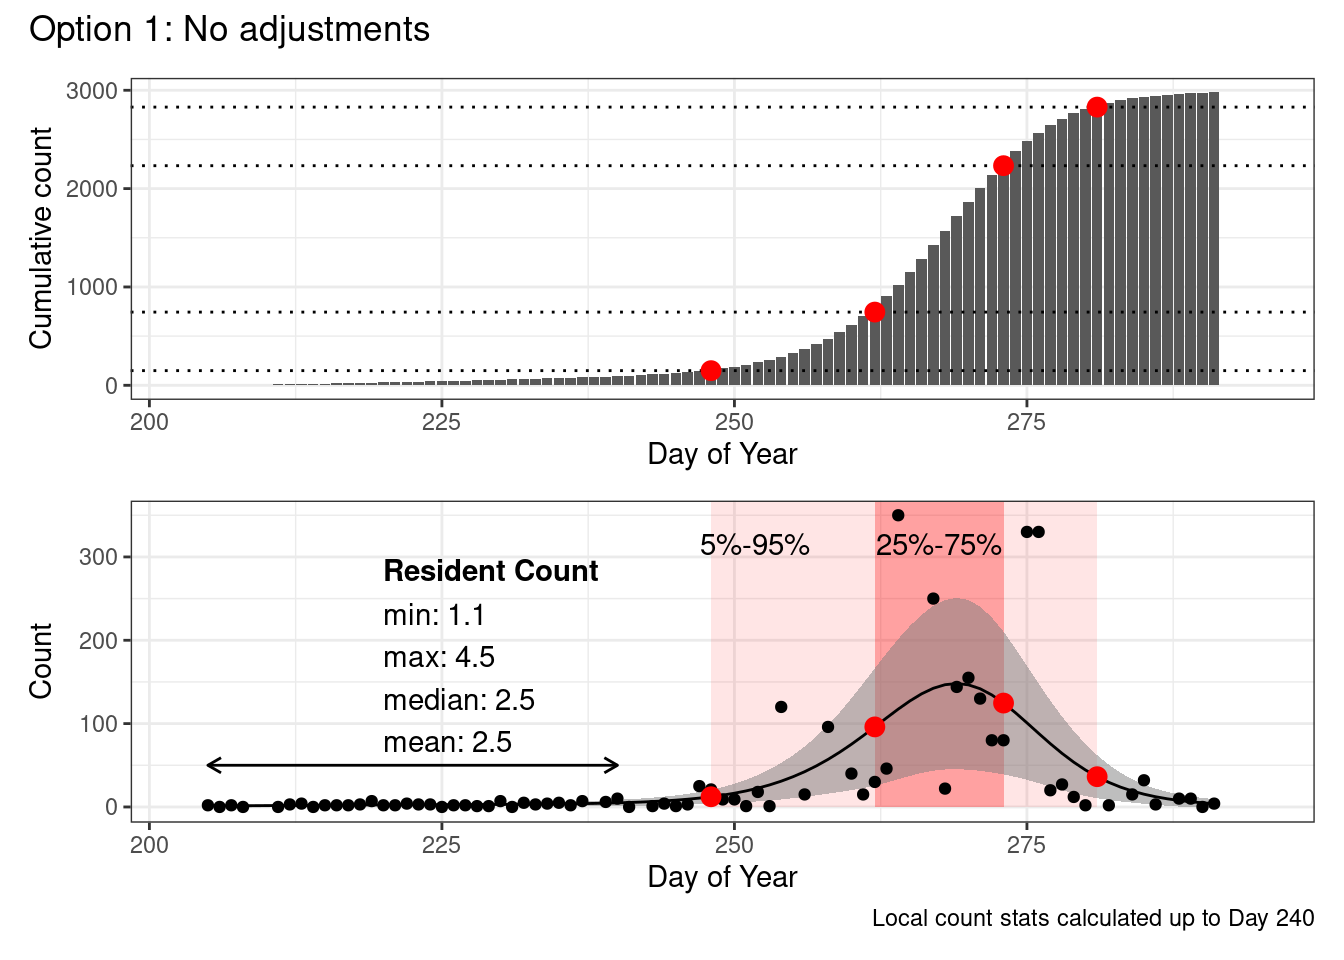 Option 1: No adjustments
3000
2000
1000
0
Cumulative count
200 225 250 275
Day of Year
300
200
100
0
Count
5%-95% 25%-75%
Resident Count
min: 1.1
max: 4.5
median: 2.5
mean: 2.5
200 225 250 275
Day of Year
Local count stats calculated up to Day 240